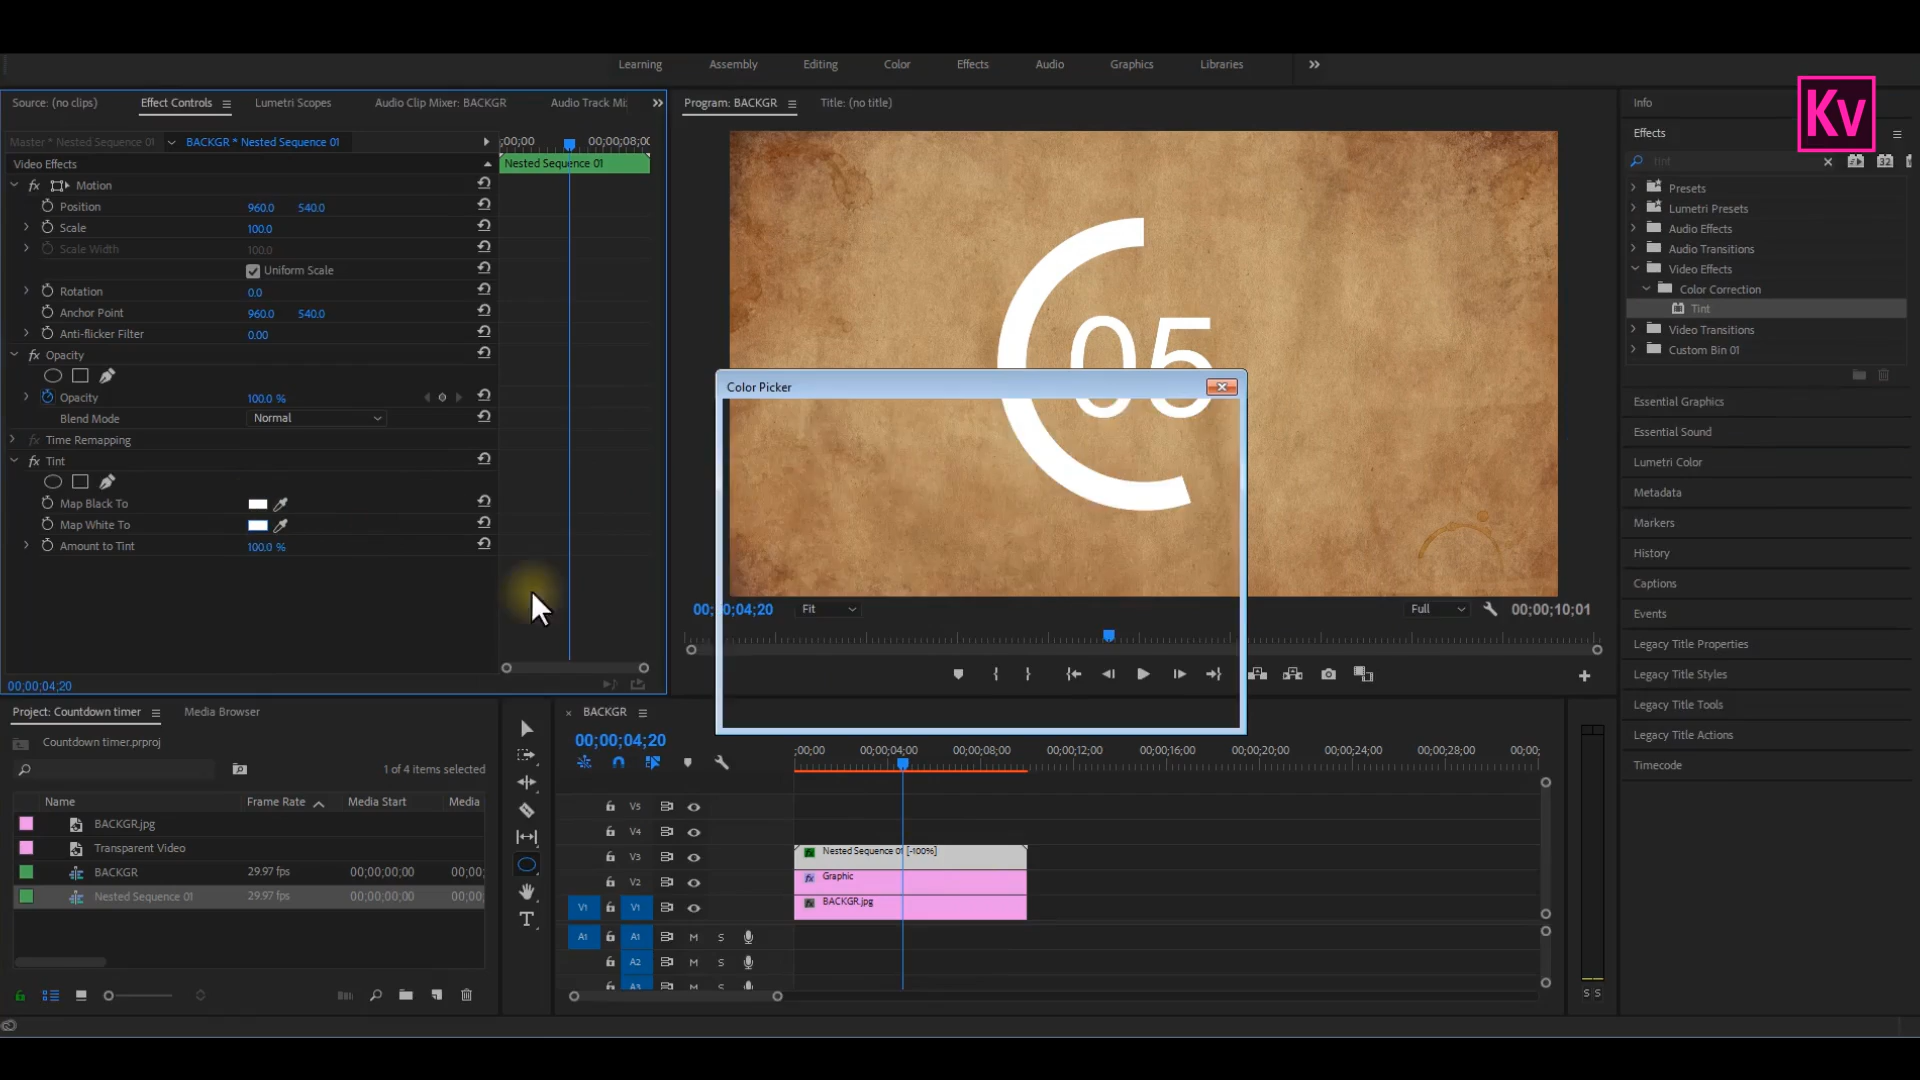 Learning Assembly Editing Color Effects Audio Graphics Libraries
Kv
Source: (no clips) Effect Controls Lumetri Scopes Audio Clip Mixer: BACKGR Audio Track Mi:
Master * Nested Sequence 01 BACKGR * Nested Sequence 01
;00;00 00;00;08;00
Video Effects
Nested Sequence 01
fx Motion
Position 960.0 540.0
Scale 100.0
Scale Width 100.0
Uniform Scale
Rotation 0.0
Anchor Point 960.0 540.0
Anti-flicker Filter 0.00
fx Opacity
Opacity 100.0 %
Blend Mode Normal
fx Time Remapping
fx Tint
Map Black To
Map White To
Amount to Tint 100.0 %
00;00;04;20
Program: BACKGR Title: (no title)
05
Color Picker
Fit
Full 00;00;10;01
Info
Effects
tint
32
Presets
Lumetri Presets
Audio Effects
Audio Transitions
Video Effects
Color Correction
Tint
Video Transitions
Custom Bin 01
Essential Graphics
Essential Sound
Lumetri Color
Metadata
Markers
History
Captions
Events
Legacy Title Properties
Legacy Title Styles
Legacy Title Tools
Legacy Title Actions
Timecode
Project: Countdown timer Media Browser
Countdown timer.prproj
1 of 4 items selected
Name Frame Rate Media Start Media
BACKGR.jpg
Transparent Video
BACKGR 29.97 fps 00;00;00;00 00;00;
Nested Sequence 01 29.97 fps 00;00;00;00 00;00;
× BACKGR
00;00;04;20
;00;00 00;00;04;00 00;00;08;00 00;00;12;00 00;00;16;00 00;00;20;00 00;00;24;00 00;00;28;00 00;00;
V5
V4
V3 Nested Sequence 01 [-100%]
V2 fx Graphic
V1 V1 fx BACKGR.jpg
A1 A1 M S
A2 M S
A3 M S
S S